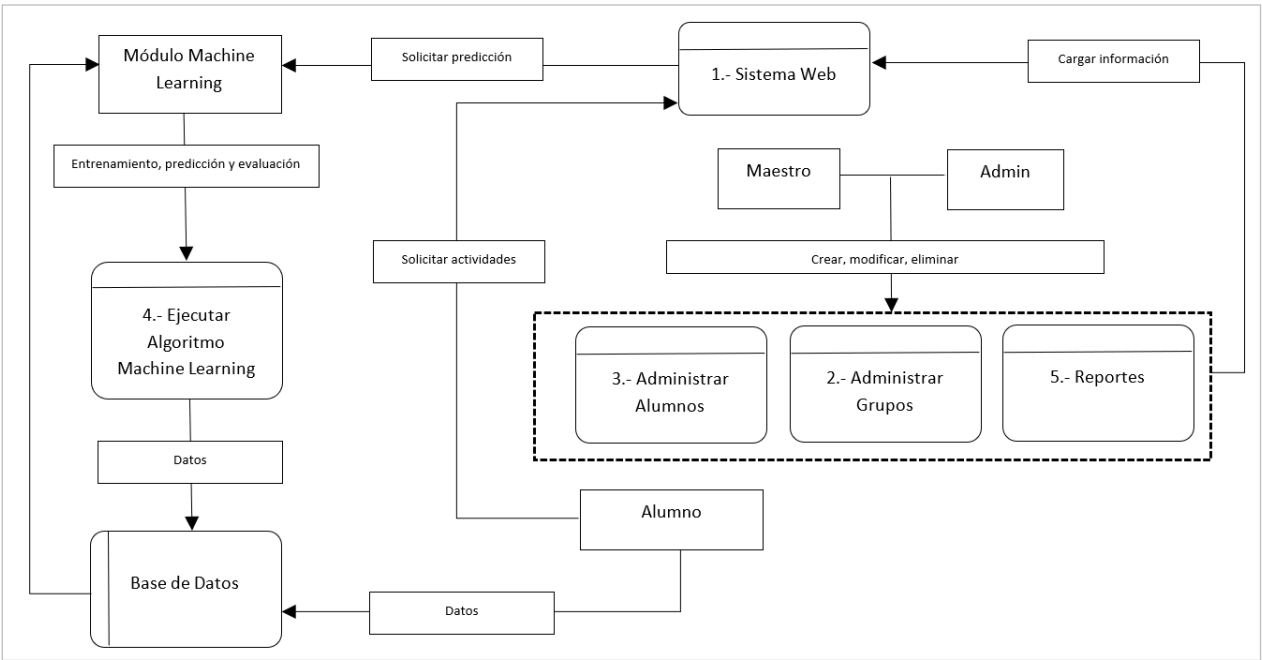 Módulo Machine
Learning
Solicitar predicción
1.- Sistema Web
Cargar información
Entrenamiento, predicción y evaluación
Maestro
Admin
Solicitar actividades
Crear, modificar, eliminar
4.- Ejecutar
Algoritmo
Machine Learning
3.- Administrar
Alumnos
2.- Administrar
Grupos
5.- Reportes
Datos
Alumno
Base de Datos
Datos